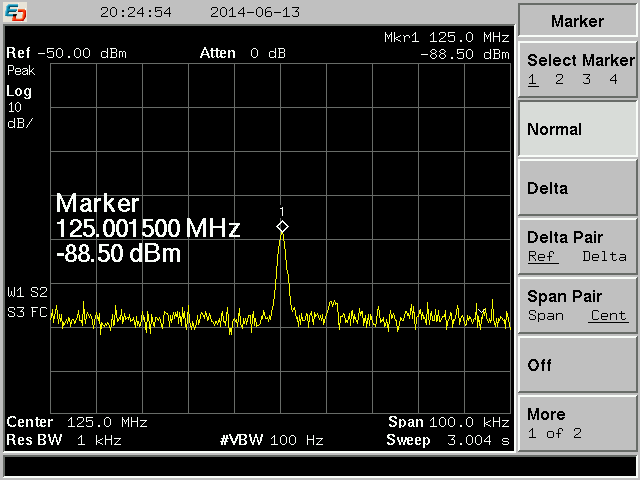 20:24:54 2014-06-13
Mkr1 125.0 MHz
Ref -50.00 dBm Atten 0 dB -88.50 dBm
Peak
Log
10
dB/
1
Marker
125.001500 MHz
-88.50 dBm
W1 S2
S3 FC
Center 125.0 MHz Span 100.0 kHz
Res BW 1 kHz #VBW 100 Hz Sweep 3.004 s
Marker
Select Marker
1 2 3 4
Normal
Delta
Delta Pair
Ref Delta
Span Pair
Span Cent
Off
More
1 of 2